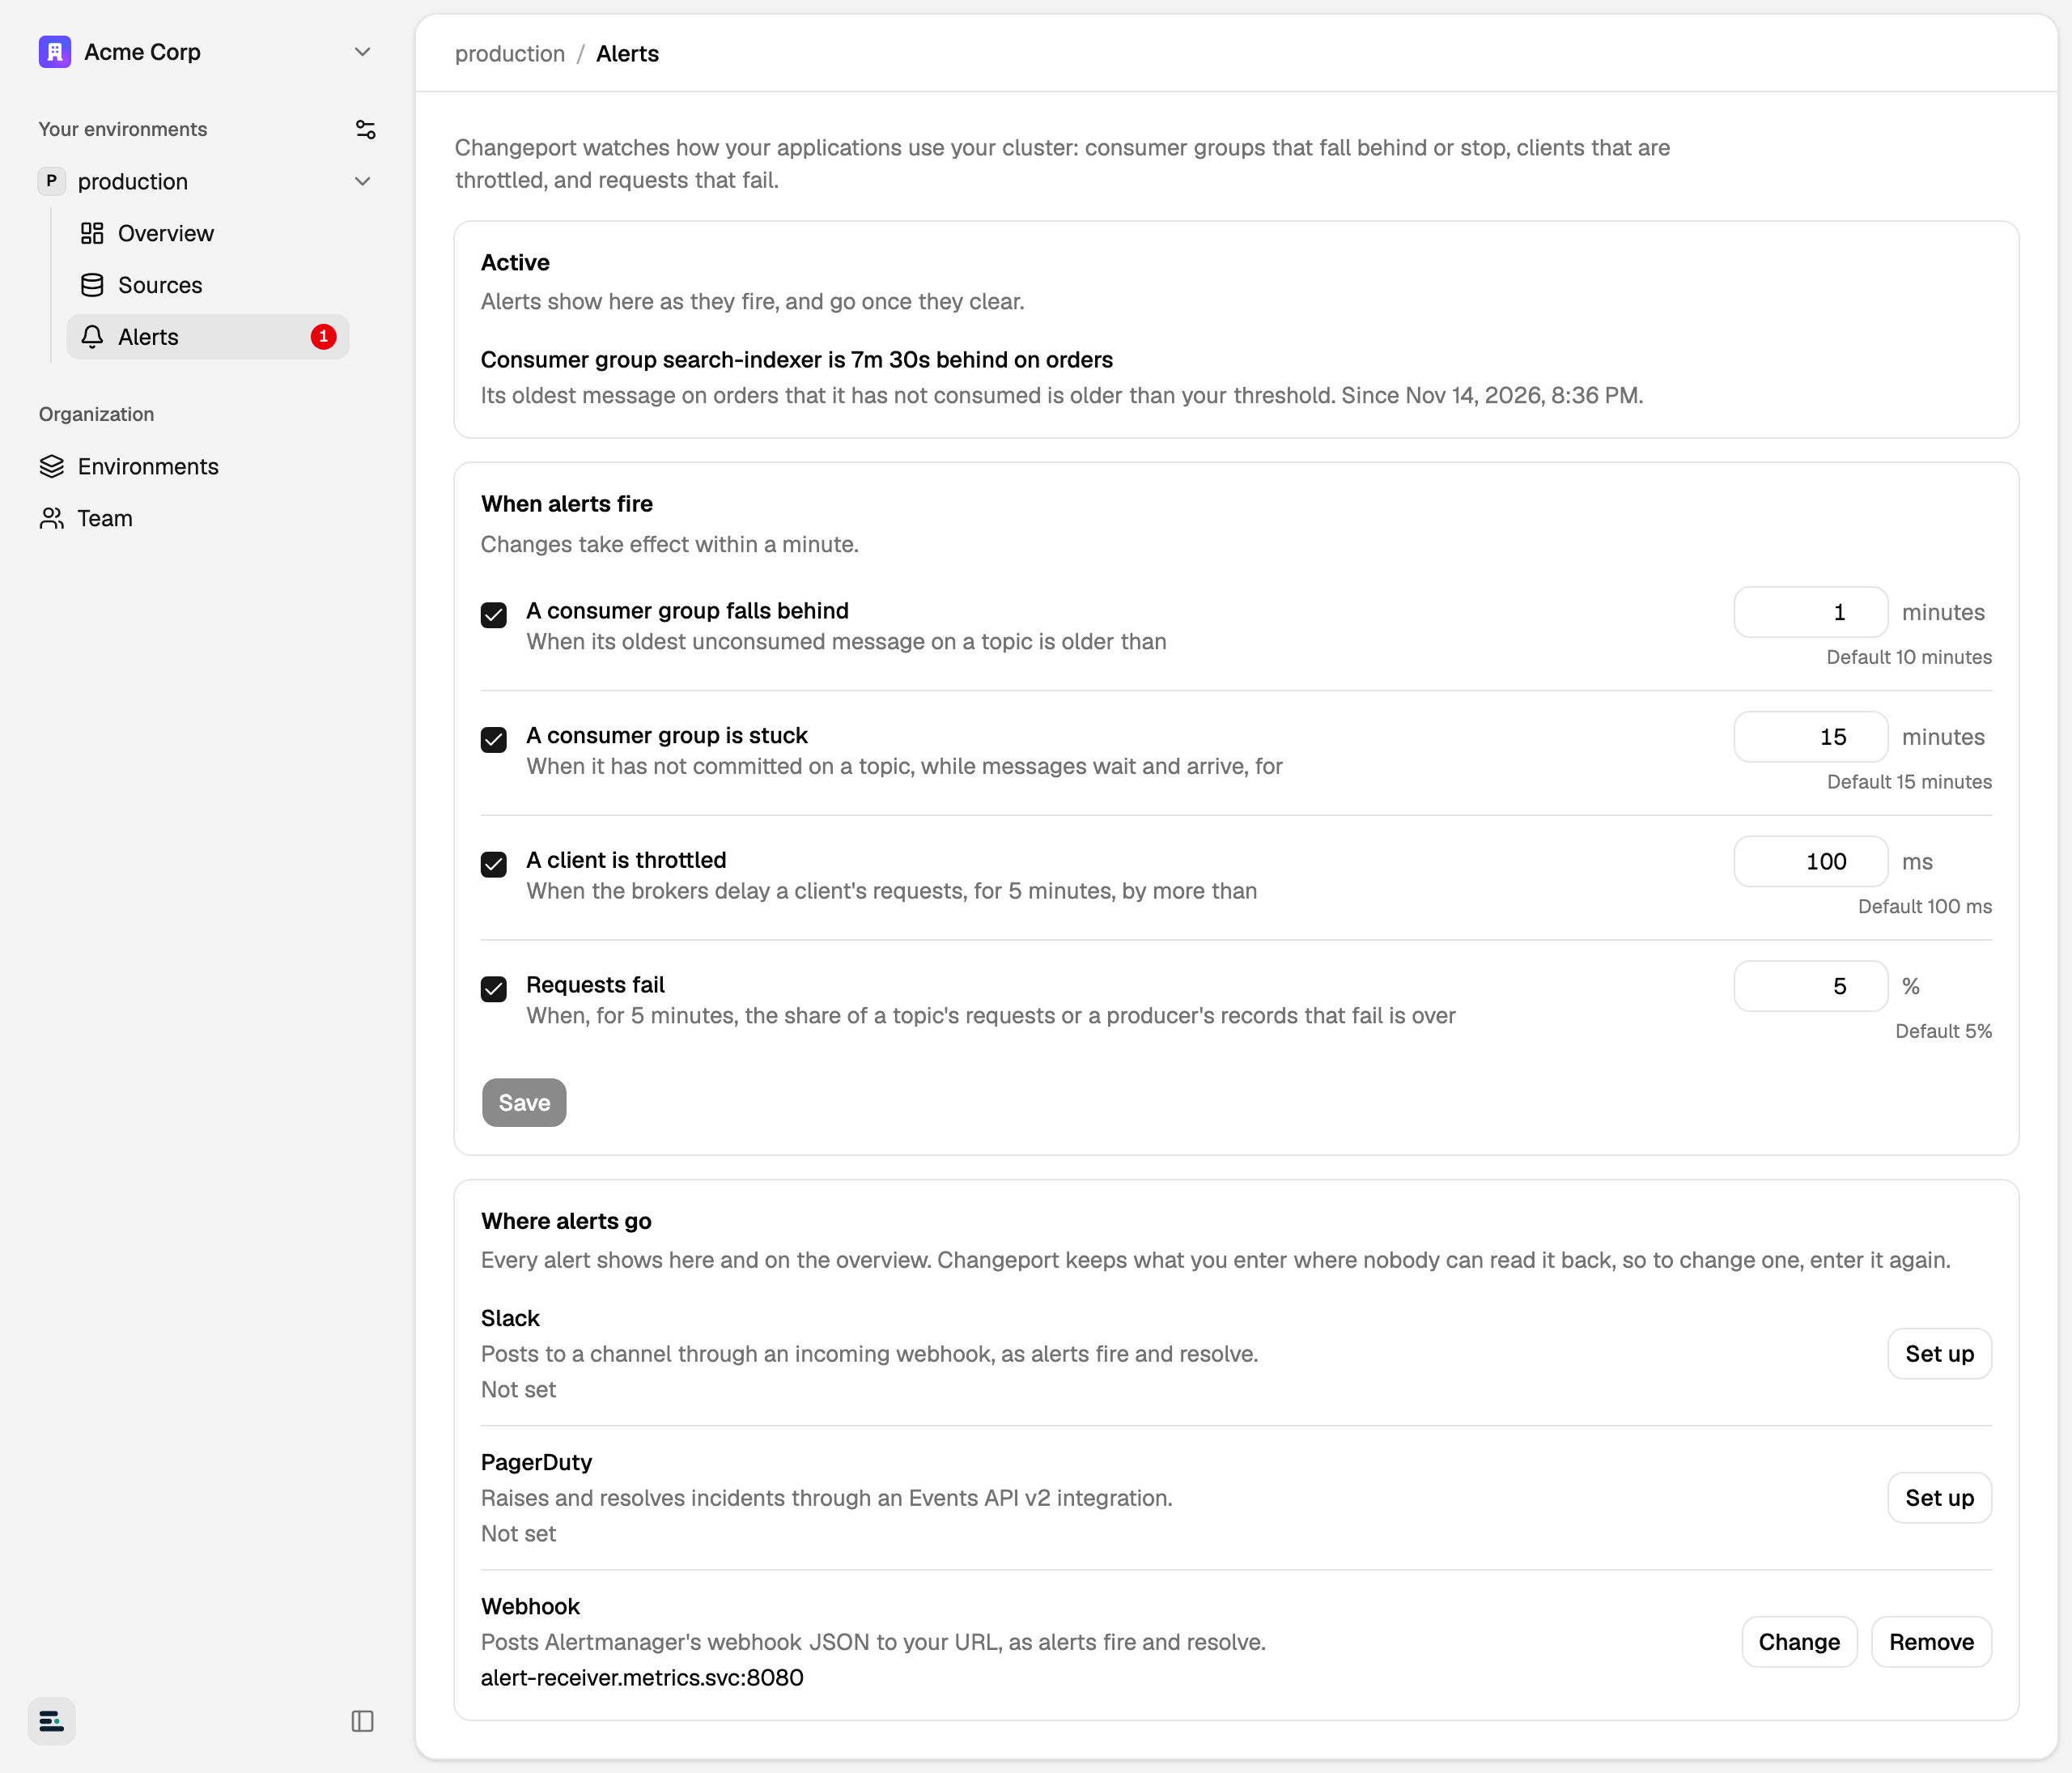 Acme Corp
Your environments
P production
Overview
Sources
Alerts 1
Organization
Environments
Team
production / Alerts
Changeport watches how your applications use your cluster: consumer groups that fall behind or stop, clients that are
throttled, and requests that fail.
Active
Alerts show here as they fire, and go once they clear.
Consumer group search-indexer is 7m 30s behind on orders
Its oldest message on orders that it has not consumed is older than your threshold. Since Nov 14, 2026, 8:36 PM.
When alerts fire
Changes take effect within a minute.
A consumer group falls behind
When its oldest unconsumed message on a topic is older than
1 minutes
Default 10 minutes
A consumer group is stuck
When it has not committed on a topic, while messages wait and arrive, for
15 minutes
Default 15 minutes
A client is throttled
When the brokers delay a client's requests, for 5 minutes, by more than
100 ms
Default 100 ms
Requests fail
When, for 5 minutes, the share of a topic's requests or a producer's records that fail is over
5 %
Default 5%
Save
Where alerts go
Every alert shows here and on the overview. Changeport keeps what you enter where nobody can read it back, so to change one, enter it again.
Slack
Posts to a channel through an incoming webhook, as alerts fire and resolve.
Not set
Set up
PagerDuty
Raises and resolves incidents through an Events API v2 integration.
Not set
Set up
Webhook
Posts Alertmanager's webhook JSON to your URL, as alerts fire and resolve.
alert-receiver.metrics.svc:8080
Change Remove